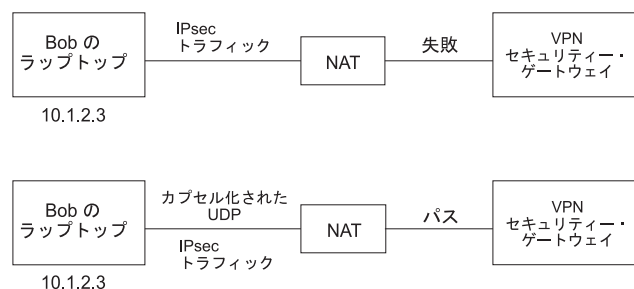 Bob の
ラップトップ
10.1.2.3
IPsec
トラフィック
NAT
失敗
VPN
セキュリティー・
ゲートウェイ
Bob の
ラップトップ
10.1.2.3
カプセル化された
UDP
IPsec
トラフィック
NAT
パス
VPN
セキュリティー・
ゲートウェイ